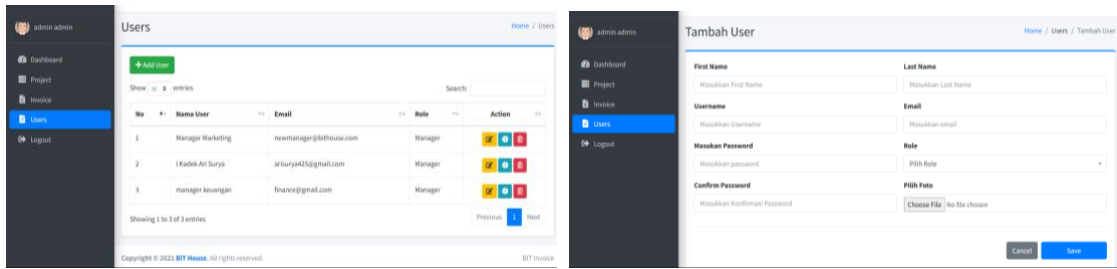 admin admin
Dashboard
Project
Invoice
Users
Logout
Users
Home / Users
+ Add User
Show 10 entries
Search:
No Nama User Email Role Action
1 Manager Marketing newmanager@bithouse.com Manager
2 I Kadek Ari Surya arisurya425@gmail.com Manager
3 manager keuangan finance@gmail.com Manager
Showing 1 to 3 of 3 entries
Previous 1 Next
Copyright © 2021 BIT House. All rights reserved.
BIT Invoice
admin admin
Dashboard
Project
Invoice
Users
Logout
Tambah User
Home / Users / Tambah User
First Name
Masukkan First Name
Last Name
Masukkan Last Name
Username
Masukkan Username
Email
Masukkan email
Masukan Password
Masukkan password
Role
Pilih Role
Confirm Password
Masukkan Konfirmasi Password
Pilih Foto
Choose File No file chosen
Cancel
Save